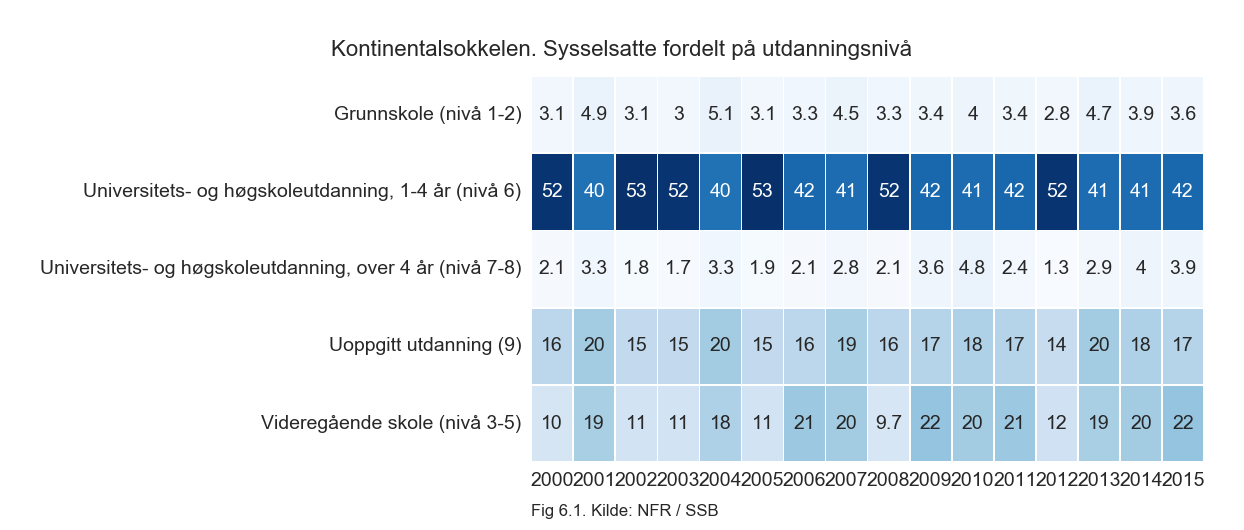 Kontinentalsokkelen. Sysselsatte fordelt på utdanningsnivå
Grunnskole (nivå 1-2) 3.1 4.9 3.1 3 5.1 3.1 3.3 4.5 3.3 3.4 4 3.4 2.8 4.7 3.9 3.6
Universitets- og høgskoleutdanning, 1-4 år (nivå 6) 52 40 53 52 40 53 42 41 52 42 41 42 52 41 41 42
Universitets- og høgskoleutdanning, over 4 år (nivå 7-8) 2.1 3.3 1.8 1.7 3.3 1.9 2.1 2.8 2.1 3.6 4.8 2.4 1.3 2.9 4 3.9
Uoppgitt utdanning (9) 16 20 15 15 20 15 16 19 16 17 18 17 14 20 18 17
Videregående skole (nivå 3-5) 10 19 11 11 18 11 21 20 9.7 22 20 21 12 19 20 22
2000 2001 2002 2003 2004 2005 2006 2007 2008 2009 2010 2011 2012 2013 2014 2015
Fig 6.1. Kilde: NFR / SSB